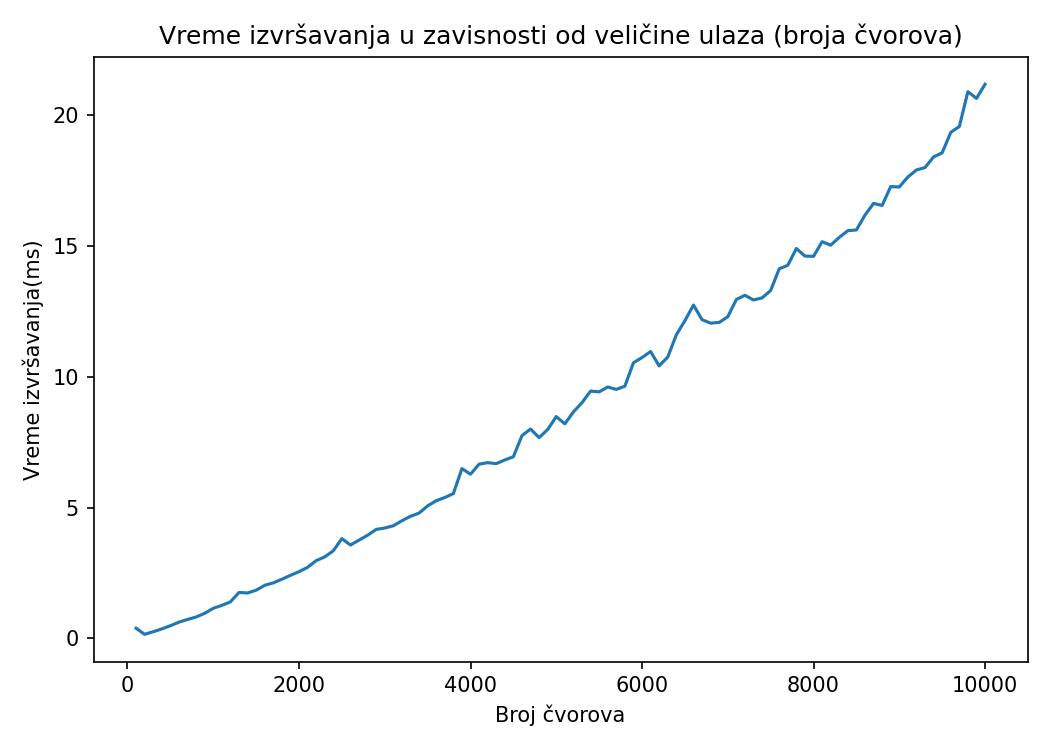 Vreme izvršavanja u zavisnosti od veličine ulaza (broja čvorova)
Vreme izvršavanja(ms)
20
15
10
5
0
0 2000 4000 6000 8000 10000
Broj čvorova